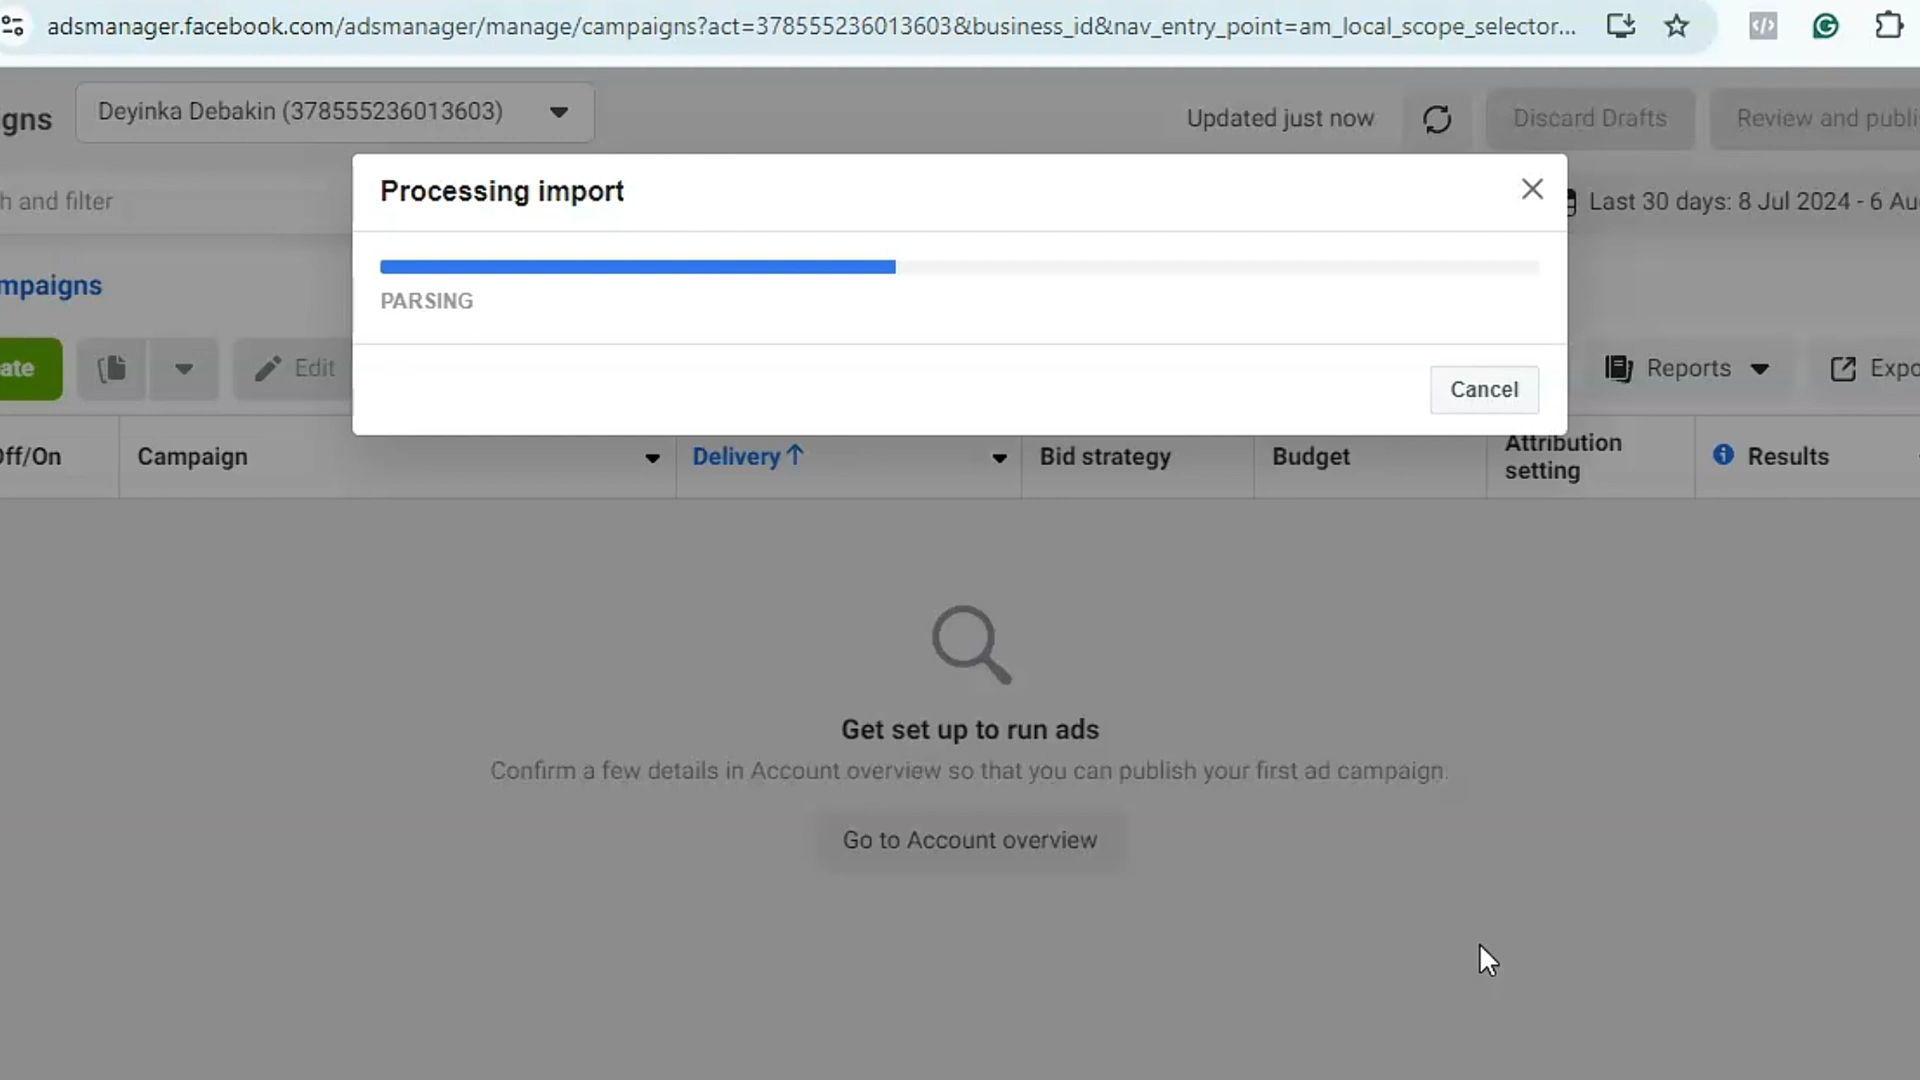 adsmanager.facebook.com/adsmanager/manage/campaigns?act=378555236013603&business_id&nav_entry_point=am_local_scope_selector...
gns
Deyinka Debakin (378555236013603)
Updated just now
Discard Drafts
Review and publi
Processing import
h and filter
Last 30 days: 8 Jul 2024 - 6 Au
PARSING
mpaigns
ate
Edit
Cancel
Reports
Expo
Off/On
Campaign
Delivery↑
Bid strategy
Budget
Attribution
setting
Results
Get set up to run ads
Confirm a few details in Account overview so that you can publish your first ad campaign.
Go to Account overview